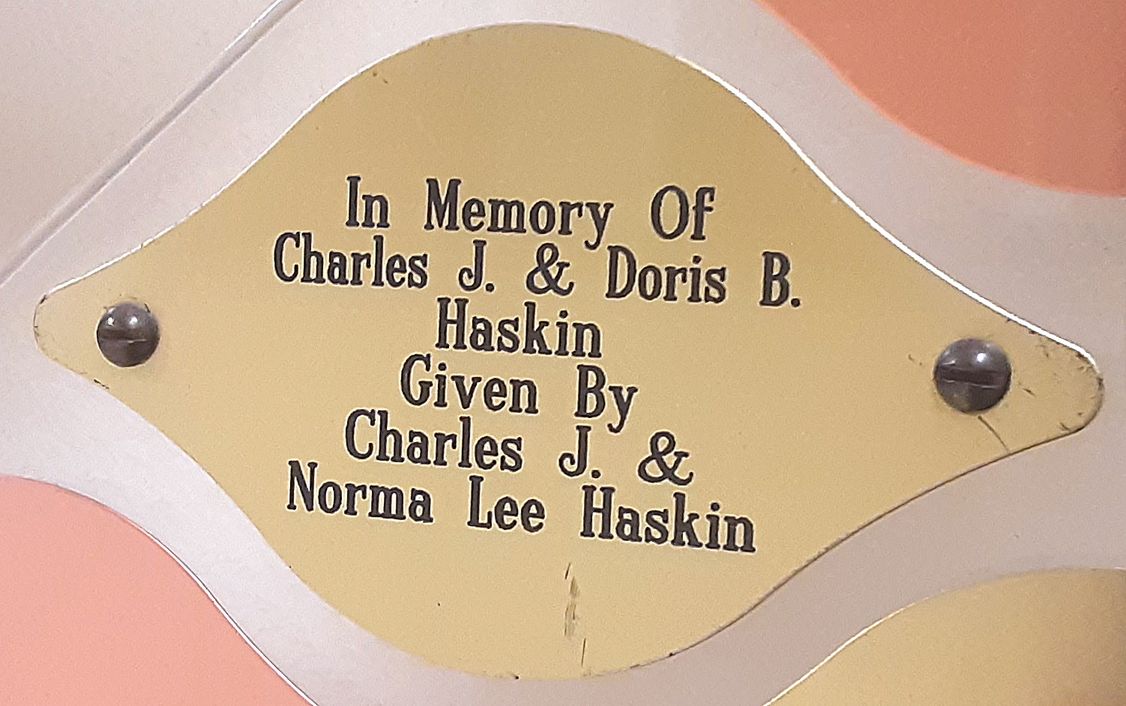 In Memory Of
Charles J. & Doris B.
Haskin
Given By
Charles J. &
Norma Lee Haskin